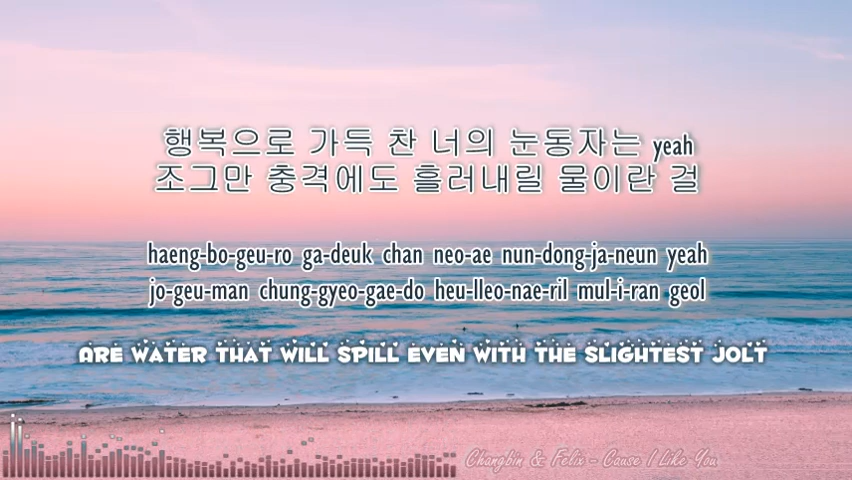 행복으로 가득 찬 너의 눈동자는 yeah
조그만 충격에도 흘러내릴 물이란 걸
haeng-bo-geu-ro ga-deuk chan neo-ae nun-dong-ja-neun yeah
jo-geu-man chung-gyeo-gae-do heu-lleo-nae-ril mul-i-ran geol
ARE WATER THAT WILL SPILL EVEN WITH THE SLIGHTEST JOLT
Changbin & Felix - Cause I Like You